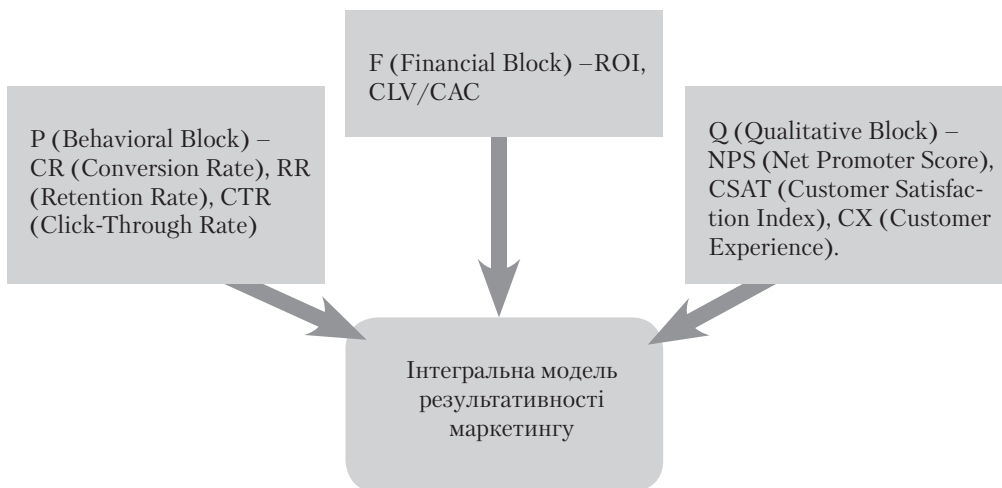 F (Financial Block) –ROI,
CLV/CAC
P (Behavioral Block) –
CR (Conversion Rate), RR
(Retention Rate), CTR
(Click-Through Rate)
Q (Qualitative Block) –
NPS (Net Promoter Score),
CSAT (Customer Satisfac-
tion Index), CX (Customer
Experience).
Інтегральна модель
результативності
маркетингу